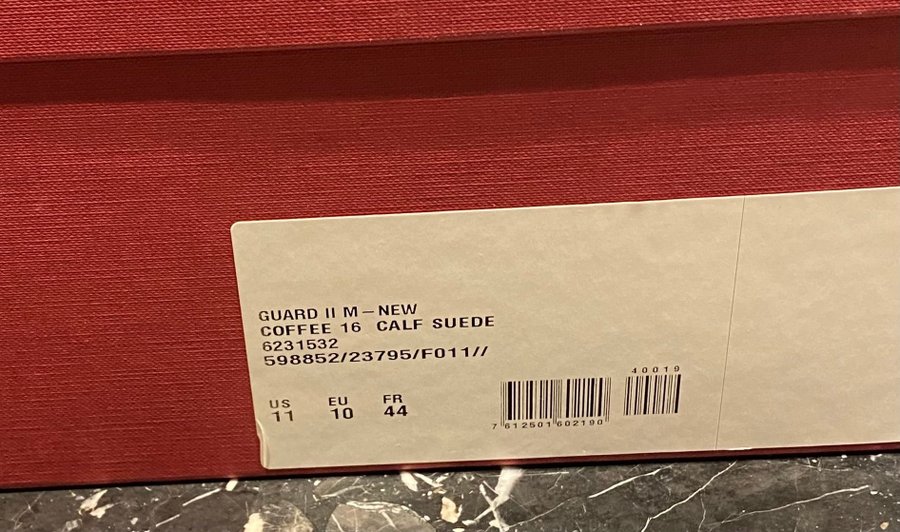 GUARD II M – NEW
COFFEE 16 CALF SUEDE
6231532
598852/23795/F011//
US EU FR
11 10 44
40019
7 612501 602190